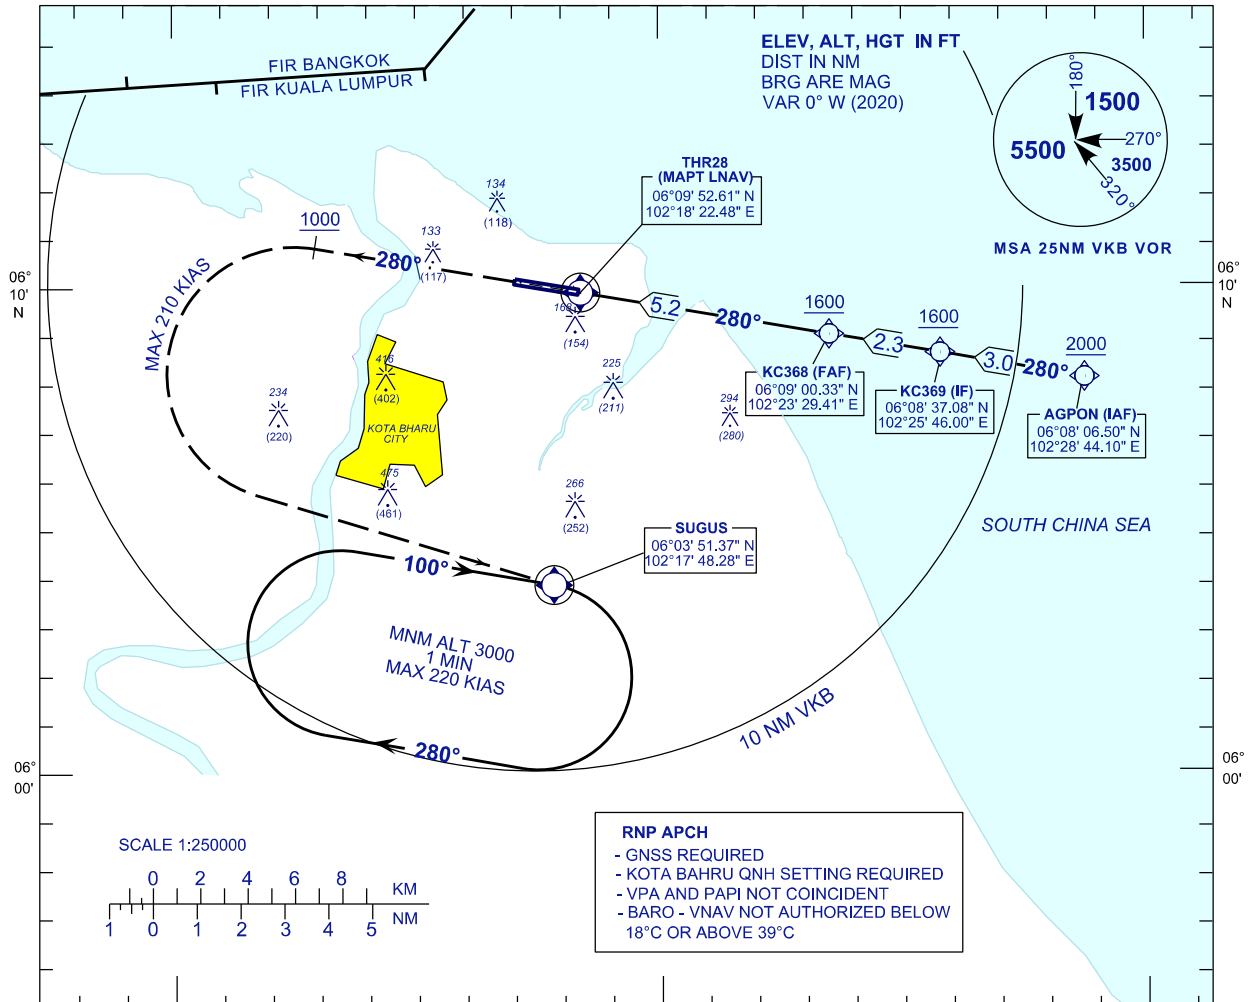 FIR BANGKOK
FIR KUALA LUMPUR
ELEV, ALT, HGT IN FT
DIST IN NM
BRG ARE MAG
VAR 0° W (2020)
180°
1500
270°
5500
3500
320°
MSA 25NM VKB VOR
THR28
(MAPT LNAV)
06°09' 52.61" N
102°18' 22.48" E
134
(118)
1000
133
(117)
280°
MAX 210 KIAS
06°
10'
N
06°
10'
N
5.2
280°
1600
1600
2.3
3.0
280°
2000
168
(154)
KC368 (FAF)
06°09' 00.33" N
102°23' 29.41" E
KC369 (IF)
06°08' 37.08" N
102°25' 46.00" E
AGPON (IAF)
06°08' 06.50" N
102°28' 44.10" E
416
(402)
225
(211)
234
(220)
294
(280)
KOTA BHARU
CITY
475
(461)
266
(252)
SOUTH CHINA SEA
SUGUS
06°03' 51.37" N
102°17' 48.28" E
100°
MNM ALT 3000
1 MIN
MAX 220 KIAS
280°
10 NM VKB
06°
00'
06°
00'
SCALE 1:250000
0 2 4 6 8 KM
1 0 1 2 3 4 5 NM
RNP APCH
- GNSS REQUIRED
- KOTA BAHRU QNH SETTING REQUIRED
- VPA AND PAPI NOT COINCIDENT
- BARO - VNAV NOT AUTHORIZED BELOW
18°C OR ABOVE 39°C